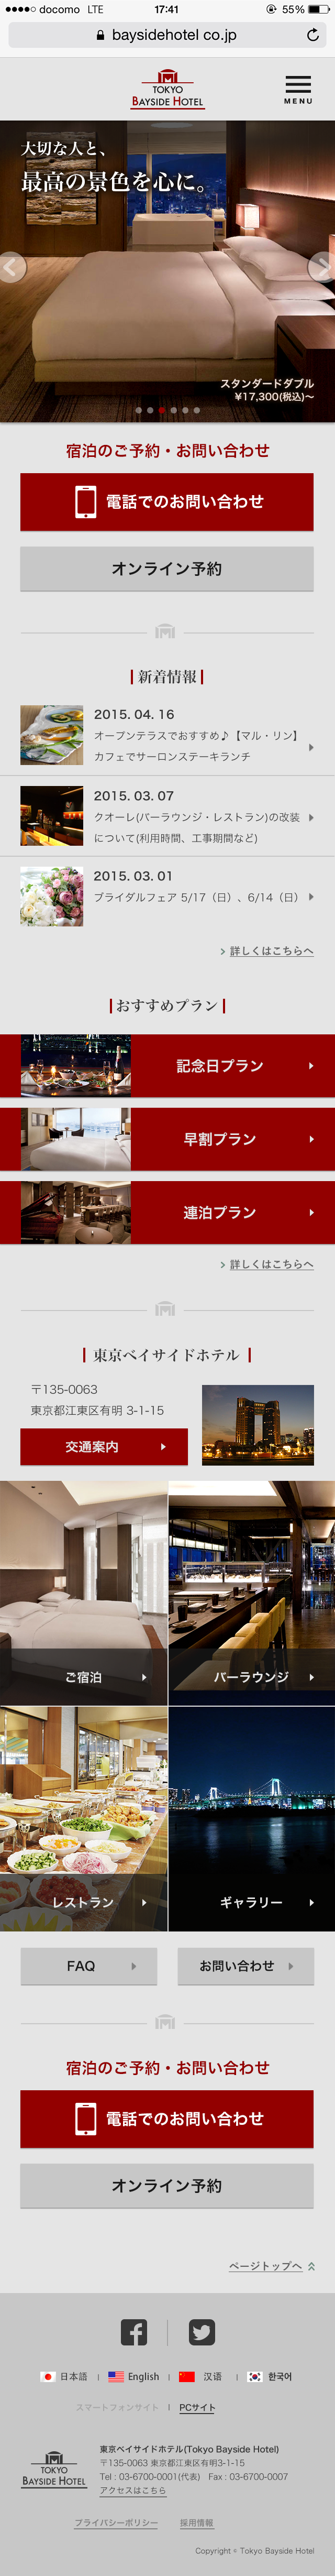 docomo LTE 17:41 55%
baysidehotel co.jp
TOKYO
BAYSIDE HOTEL
MENU
大切な人と、
最高の景色を心に。
スタンダードダブル
¥17,300(税込)〜
宿泊のご予約・お問い合わせ
電話でのお問い合わせ
オンライン予約
新着情報
2015. 04. 16
オープンテラスでおすすめ♪【マル・リン】
カフェでサーロンステーキランチ
2015. 03. 07
クオーレ(バーラウンジ・レストラン)の改装
について(利用時間、工事期間など)
2015. 03. 01
ブライダルフェア 5/17（日）、6/14（日）
詳しくはこちらへ
おすすめプラン
記念日プラン
早割プラン
連泊プラン
詳しくはこちらへ
東京ベイサイドホテル
〒135-0063
東京都江東区有明 3-1-15
交通案内
ご宿泊
バーラウンジ
レストラン
ギャラリー
FAQ
お問い合わせ
宿泊のご予約・お問い合わせ
電話でのお問い合わせ
オンライン予約
ページトップへ
日本語 | English | 汉语 | 한국어
スマートフォンサイト | PCサイト
TOKYO
BAYSIDE HOTEL
東京ベイサイドホテル(Tokyo Bayside Hotel)
〒135-0063 東京都江東区有明3-1-15
Tel : 03-6700-0001(代表) Fax : 03-6700-0007
アクセスはこちら
プライバシーポリシー 採用情報
Copyright © Tokyo Bayside Hotel